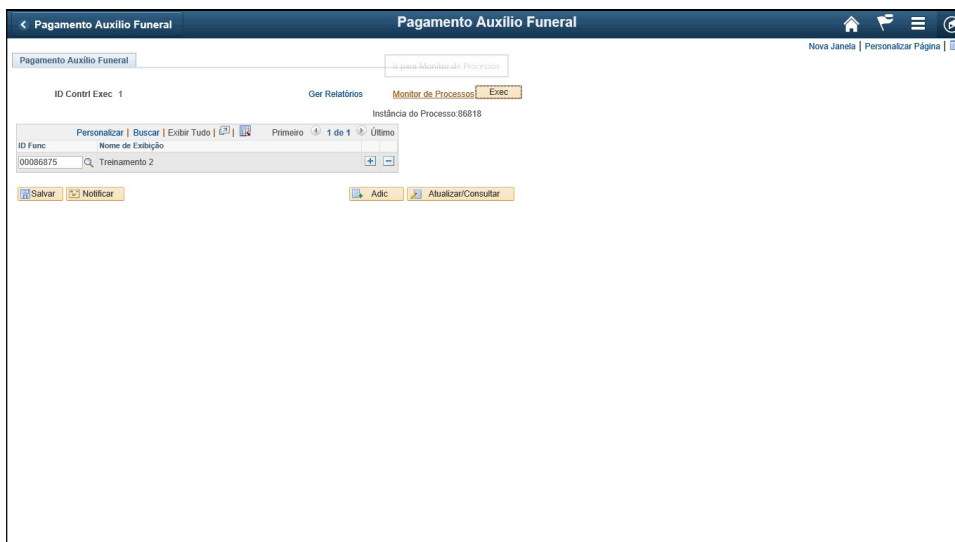 Pagamento Auxílio Funeral
Pagamento Auxílio Funeral
Nova Janela | Personalizar Página |
Pagamento Auxílio Funeral
Ir para Monitor de Processos
ID Contrl Exec 1 Ger Relatórios Monitor de Processos Exec
Instância do Processo:86818
Personalizar | Buscar | Exibir Tudo | | Primeiro 1 de 1 Último
ID Func Nome de Exibição
00086875 Treinamento 2
Salvar Notificar Adic Atualizar/Consultar